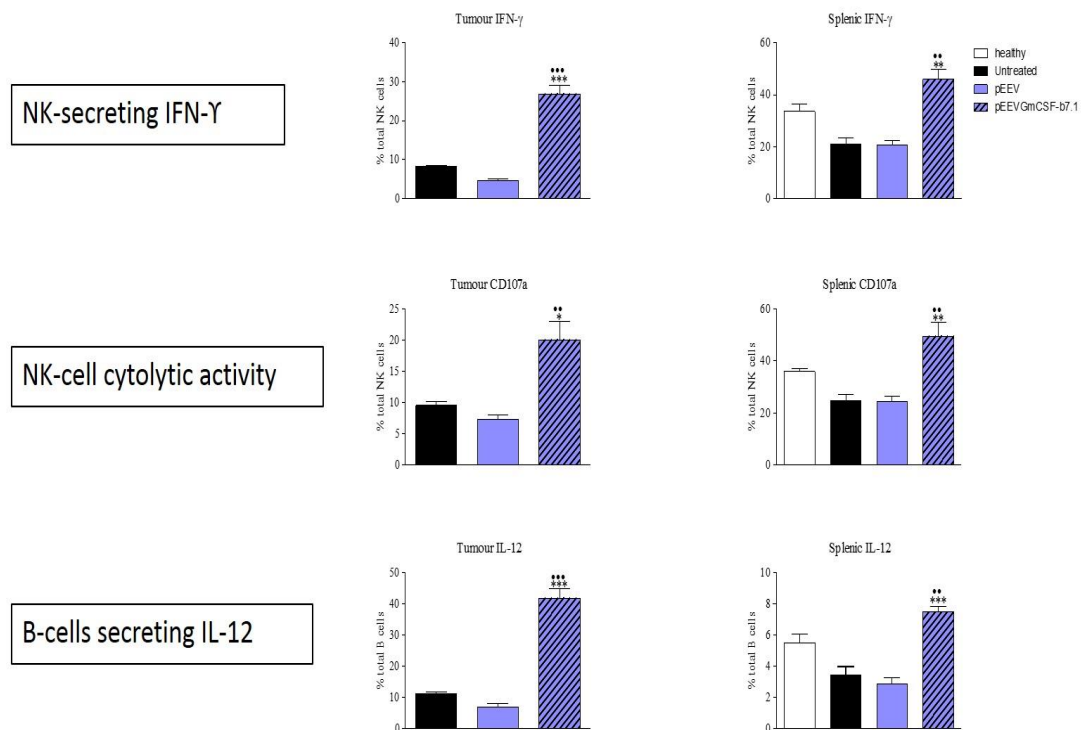 Tumour IFN-γ
Splenic IFN-γ
NK-secreting IFN-ϒ
% total NK cells
40
30
20
10
0
•••
***
% total NK cells
60
40
20
0
••
**
healthy
Untreated
pEEV
pEEVGmCSF-b7.1
Tumour CD107a
Splenic CD107a
NK-cell cytolytic activity
% total NK cells
25
20
15
10
5
0
••
*
% total NK cells
60
40
20
0
••
**
Tumour IL-12
Splenic IL-12
B-cells secreting IL-12
% total B cells
50
40
30
20
10
0
•••
***
% total B cells
10
8
6
4
2
0
••
***